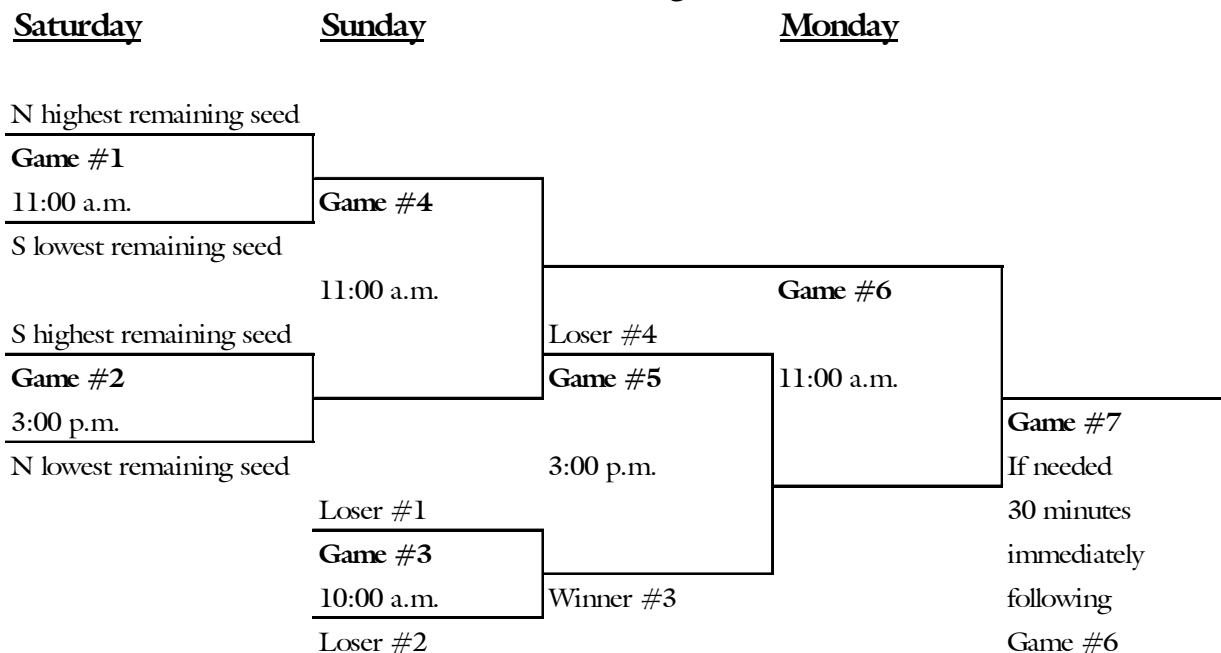 Saturday Sunday Monday
N highest remaining seed
Game #1
11:00 a.m. Game #4
S lowest remaining seed
11:00 a.m. Game #6
S highest remaining seed Loser #4
Game #2 Game #5 11:00 a.m.
3:00 p.m. Game #7
N lowest remaining seed 3:00 p.m. If needed
Loser #1 30 minutes
Game #3 immediately
10:00 a.m. Winner #3 following
Loser #2 Game #6